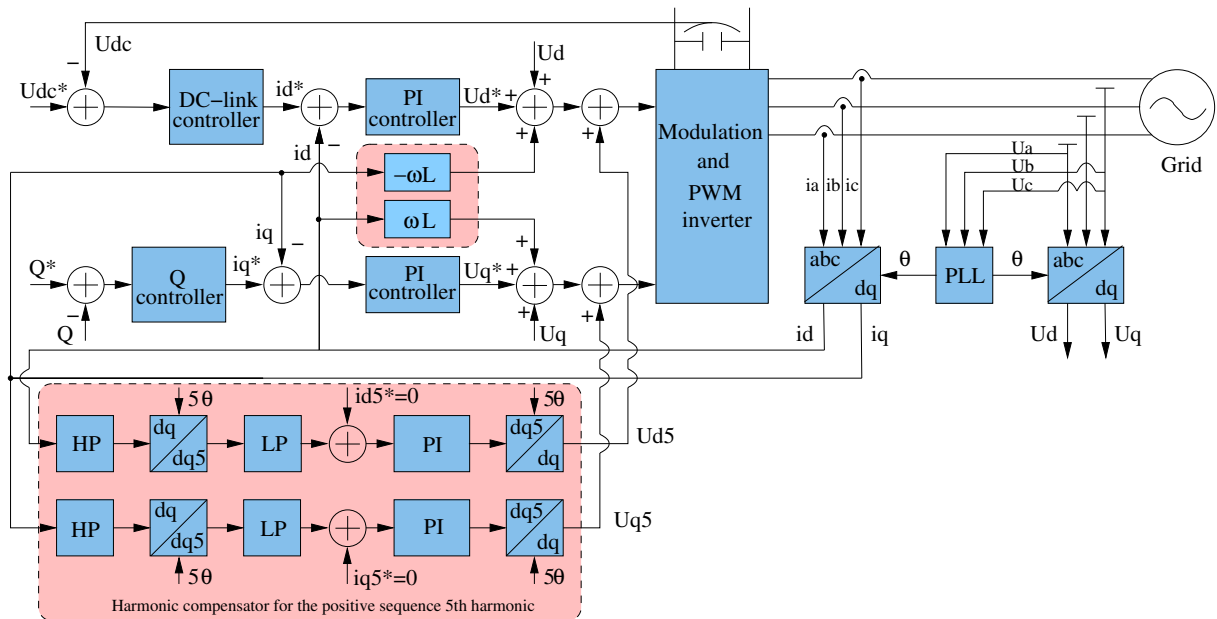 Udc
Ud
−
Udc*
DC−link
controller
id*
PI
controller
Ud*
+
+
+
+
id
−
−ωL
ωL
iq
−
Q*
−
Q
Q
controller
iq*
PI
controller
Uq*
+
+
+
+
Uq
Modulation
and
PWM
inverter
Grid
Ua
Ub
Uc
ia
ib
ic
abc
dq
θ
PLL
θ
abc
dq
id
iq
Ud
Uq
5θ
id5*=0
5θ
HP
dq
dq5
LP
PI
dq5
dq
Ud5
HP
dq
dq5
LP
PI
dq5
dq
Uq5
5θ
iq5*=0
5θ
Harmonic compensator for the positive sequence 5th harmonic